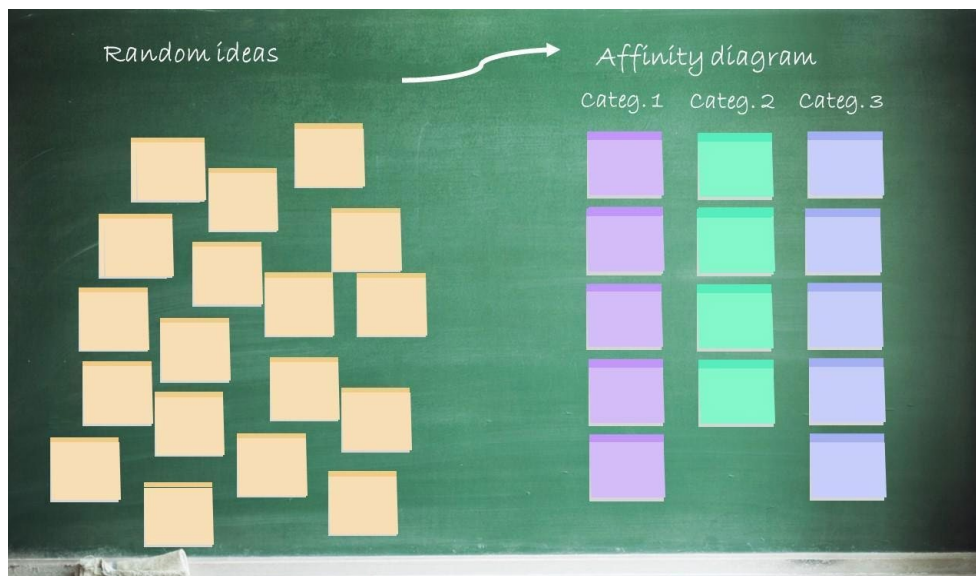 Random ideas
Affinity diagram
Categ. 1 Categ. 2 Categ. 3